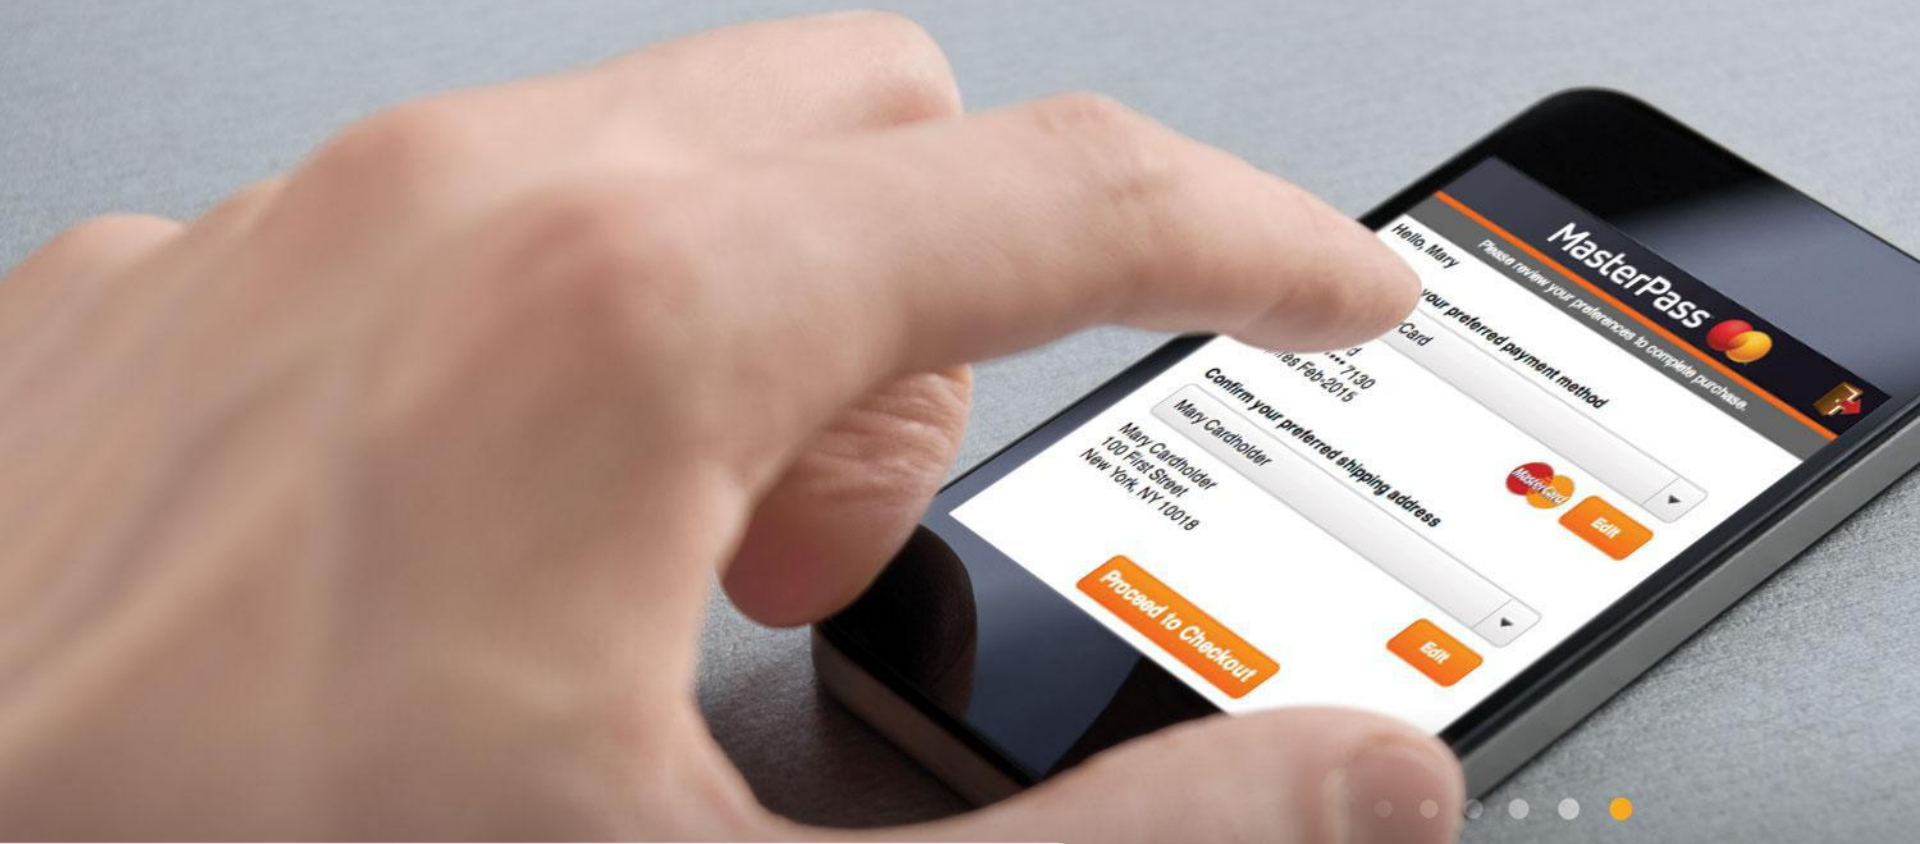 MasterPass
Please review your preferences to complete purchase.
Hello, Mary
your preferred payment method
Card
7130
Feb-2015
MasterCard
Edit
Confirm your preferred shipping address
Mary Cardholder
Mary Cardholder
100 First Street
New York, NY 10018
Edit
Proceed to Checkout